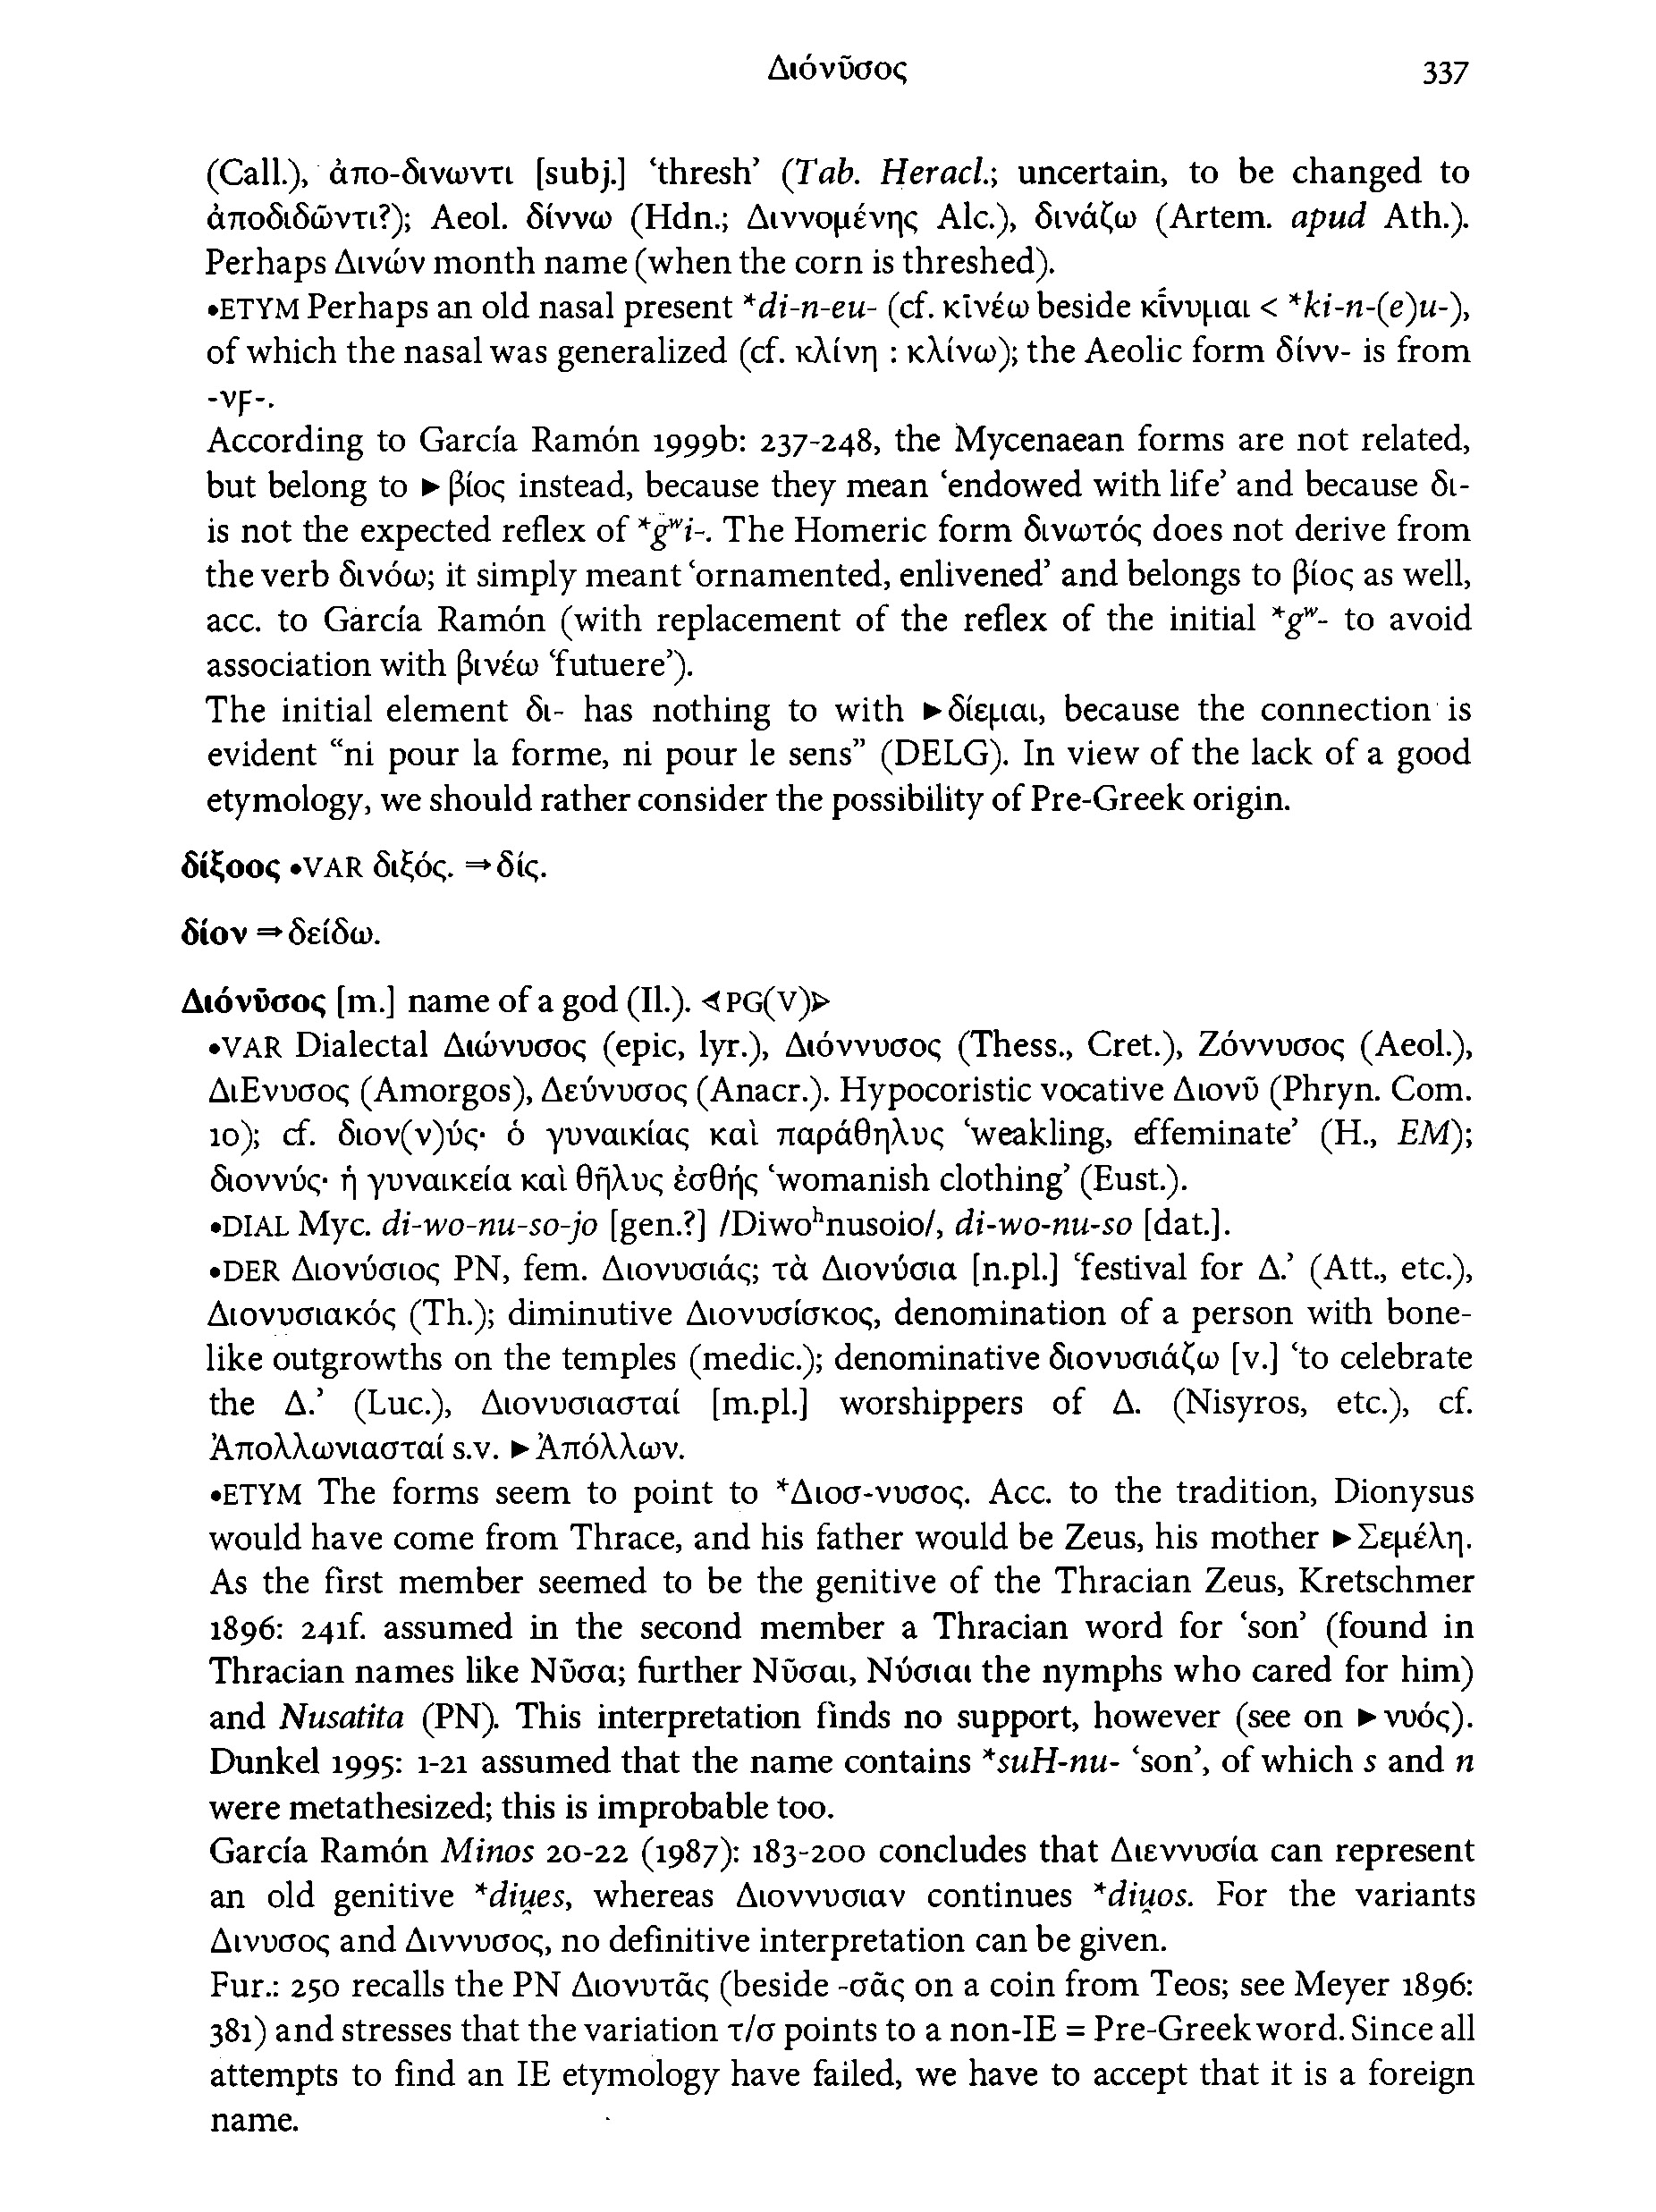 Διόνῡσος 337
(Call.), ἀπο-δινωντι [subj.] ‘thresh’ (Tab. Heracl.; uncertain, to be changed to
ἀποδιδῶντι?); Aeol. δίννω (Hdn.; Διννομένης Alc.), δινάζω (Artem. apud Ath.).
Perhaps Δινών month name (when the corn is threshed).
•ETYM Perhaps an old nasal present *di-n-eu- (cf. κῑνέω beside κί̄νυμαι < *ki-n-(e)u-),
of which the nasal was generalized (cf. κλίνη : κλίνω); the Aeolic form δίνν- is from
-νϝ-.
According to García Ramón 1999b: 237-248, the Mycenaean forms are not related,
but belong to ►βίος instead, because they mean ‘endowed with life’ and because δι-
is not the expected reflex of *gʷi-. The Homeric form δινωτός does not derive from
the verb δινόω; it simply meant ‘ornamented, enlivened’ and belongs to βίος as well,
acc. to García Ramón (with replacement of the reflex of the initial *gʷ- to avoid
association with βινέω ‘futuere’).
The initial element δι- has nothing to with ►δίεμαι, because the connection is
evident “ni pour la forme, ni pour le sens” (DELG). In view of the lack of a good
etymology, we should rather consider the possibility of Pre-Greek origin.
δίξοος •VAR διξός. ⇒δίς.
δίον ⇒δείδω.
Διόνῡσος [m.] name of a god (Il.). ◄PG(V)►
•VAR Dialectal Διώνυσος (epic, lyr.), Διόννυσος (Thess., Cret.), Ζόννυσος (Aeol.),
ΔιΕνυσος (Amorgos), Δεύνυσος (Anacr.). Hypocoristic vocative Διονῦ (Phryn. Com.
10); cf. διον(ν)ύς· ὁ γυναικίας καὶ παράθηλυς ‘weakling, effeminate’ (H., EM);
διοννύς· ἡ γυναικεία καὶ θῆλυς ἐσθής ‘womanish clothing’ (Eust.).
•DIAL Myc. di-wo-nu-so-jo [gen.?] /Diwoʰnusoio/, di-wo-nu-so [dat.].
•DER Διονύσιος PN, fem. Διονυσιάς; τὰ Διονύσια [n.pl.] ‘festival for Δ.’ (Att., etc.),
Διονυσιακός (Th.); diminutive Διονυσίσκος, denomination of a person with bone-
like outgrowths on the temples (medic.); denominative διονυσιάζω [v.] ‘to celebrate
the Δ.’ (Luc.), Διονυσιασταί [m.pl.] worshippers of Δ. (Nisyros, etc.), cf.
Ἀπολλωνιασταί s.v. ►Ἀπόλλων.
•ETYM The forms seem to point to *Διοσ-νυσος. Acc. to the tradition, Dionysus
would have come from Thrace, and his father would be Zeus, his mother ►Σεμέλη.
As the first member seemed to be the genitive of the Thracian Zeus, Kretschmer
1896: 241f. assumed in the second member a Thracian word for ‘son’ (found in
Thracian names like Νῦσα; further Νῦσαι, Νύσιαι the nymphs who cared for him)
and Nusatita (PN). This interpretation finds no support, however (see on ►νυός).
Dunkel 1995: 1-21 assumed that the name contains *suH-nu- ‘son’, of which s and n
were metathesized; this is improbable too.
García Ramón Minos 20-22 (1987): 183-200 concludes that Διεννυσία can represent
an old genitive *diu̯es, whereas Διοννυσιαν continues *diu̯os. For the variants
Δινυσος and Διννυσος, no definitive interpretation can be given.
Fur.: 250 recalls the PN Διονυτᾶς (beside -σᾶς on a coin from Teos; see Meyer 1896:
381) and stresses that the variation τ/σ points to a non-IE = Pre-Greek word. Since all
attempts to find an IE etymology have failed, we have to accept that it is a foreign
name.